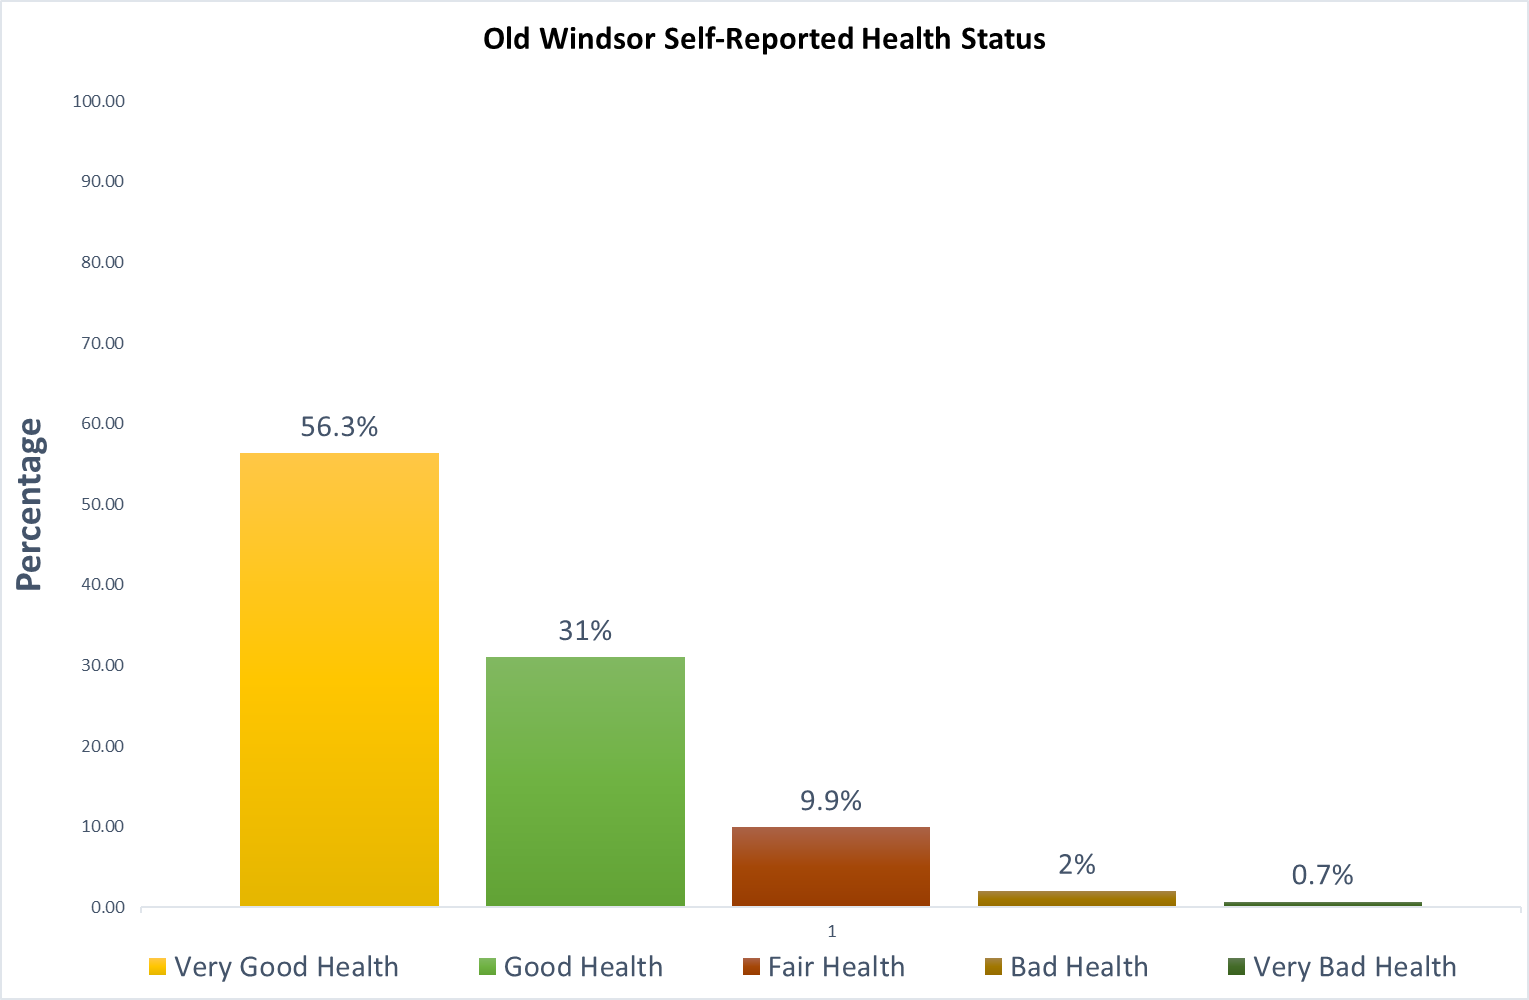 Old Windsor Self-Reported Health Status
Percentage
100.00
90.00
80.00
70.00
60.00
50.00
40.00
30.00
20.00
10.00
0.00
56.3%
31%
9.9%
2%
0.7%
1
Very Good Health
Good Health
Fair Health
Bad Health
Very Bad Health